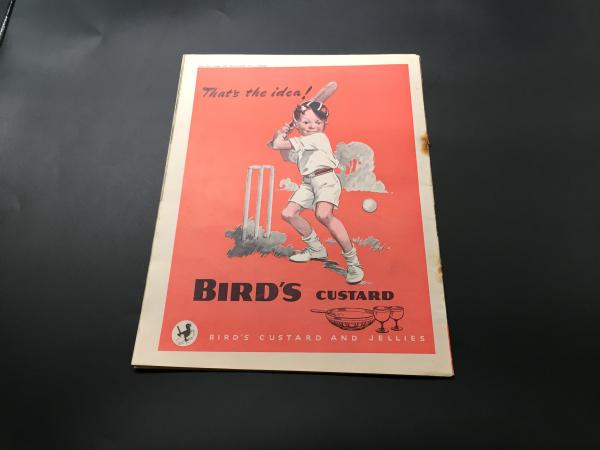 That's the idea!
BIRD'S CUSTARD
BIRD'S CUSTARD AND JELLIES